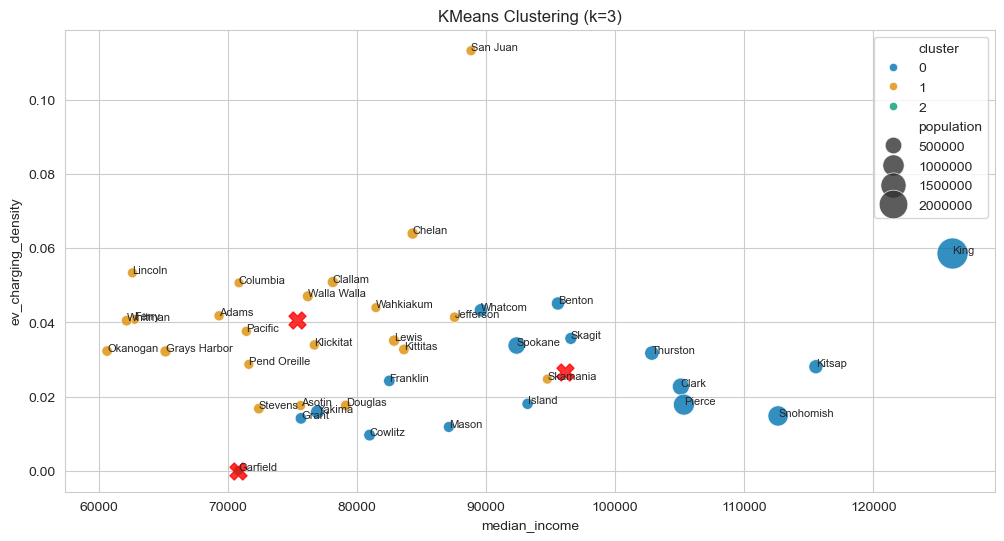 KMeans Clustering (k=3)
San Juan
cluster
0
1
2
population
500000
1000000
1500000
2000000
0.10
0.08
0.06
0.04
0.02
0.00
ev_charging_density
King
Chelan
Lincoln
Columbia
Clallam
Walla Walla
Wahkiakum
Whatcom
Benton
Whitman
Ferry
Adams
Jefferson
Pacific
Okanogan
Grays Harbor
Klickitat
Lewis
Kittitas
Spokane
Skagit
Thurston
Pend Oreille
Kitsap
Franklin
Skamania
Clark
Stevens
Asotin
Yakima
Grant
Douglas
Island
Pierce
Snohomish
Cowlitz
Mason
Garfield
60000
70000
80000
90000
100000
110000
120000
median_income